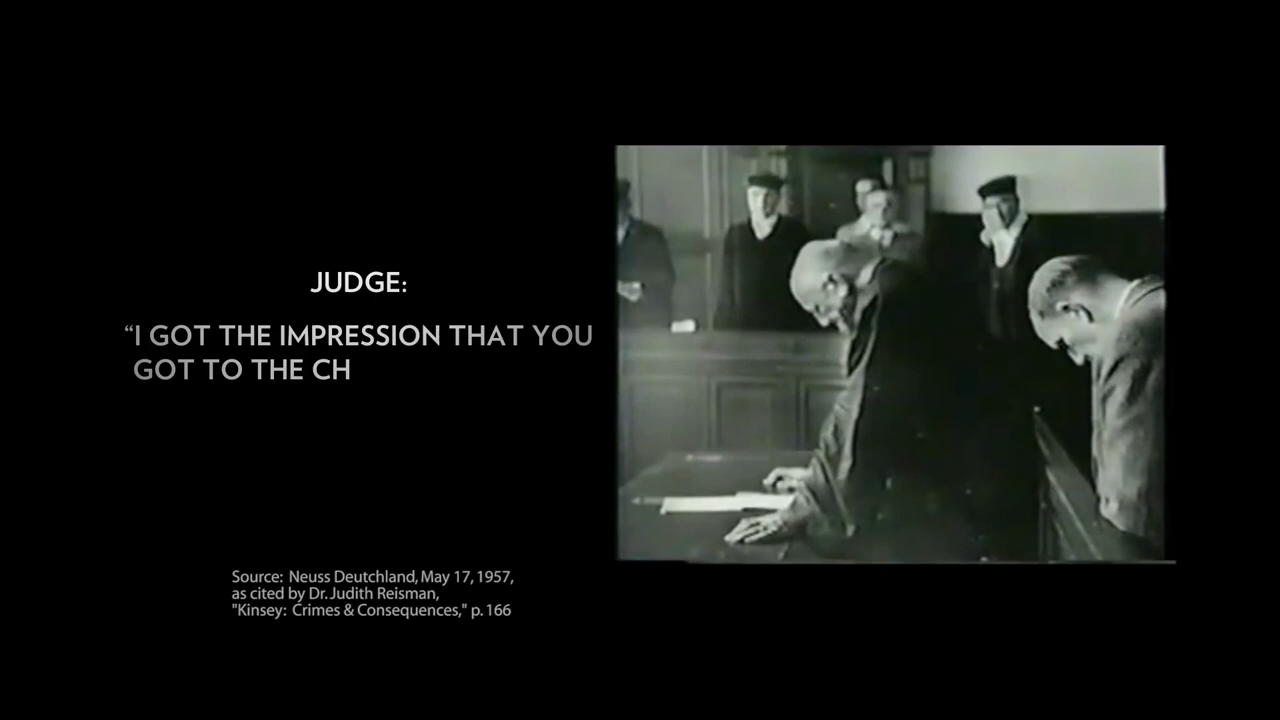 JUDGE:
“I GOT THE IMPRESSION THAT YOU
GOT TO THE CH
Source: Neuss Deutchland, May 17, 1957,
as cited by Dr. Judith Reisman,
"Kinsey: Crimes & Consequences," p. 166